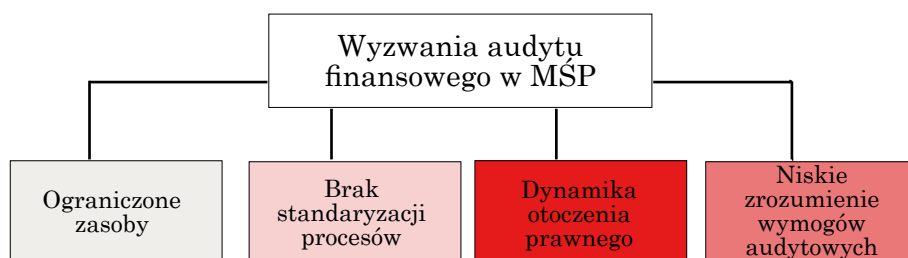 Wyzwania audytu
finansowego w MŚP
Ograniczone
zasoby
Brak
standaryzacji
procesów
Dynamika
otoczenia
prawnego
Niskie
zrozumienie
wymogów
audytowych